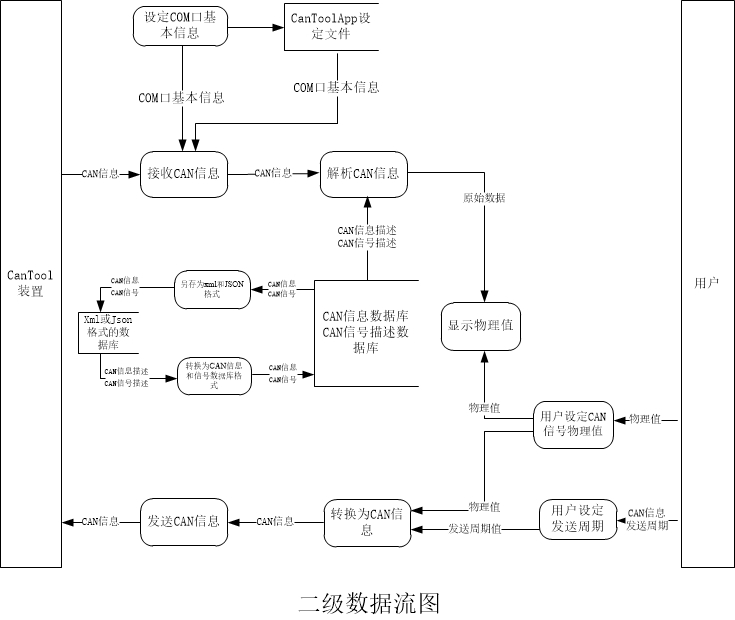 设定COM口基
本信息
CanToolApp设
定文件
COM口基本信息
COM口基本信息
CAN信息
接收CAN信息
CAN信息
解析CAN信息
原始数据
CAN信息描述
CAN信号描述
CanTool
装置
用户
CAN信息
CAN信号
另存为xml和JSON
格式
CAN信息
CAN信号
CAN信息数据库
CAN信号描述数
据库
显示物理值
Xml或Json
格式的数
据库
CAN信息描述
CAN信号描述
转换为CAN信息
和信号数据库格
式
CAN信息
CAN信号
物理值
用户设定CAN
信号物理值
物理值
CAN信息
发送CAN信息
CAN信息
转换为CAN信
息
物理值
发送周期值
用户设定
发送周期
CAN信息
发送周期
二级数据流图